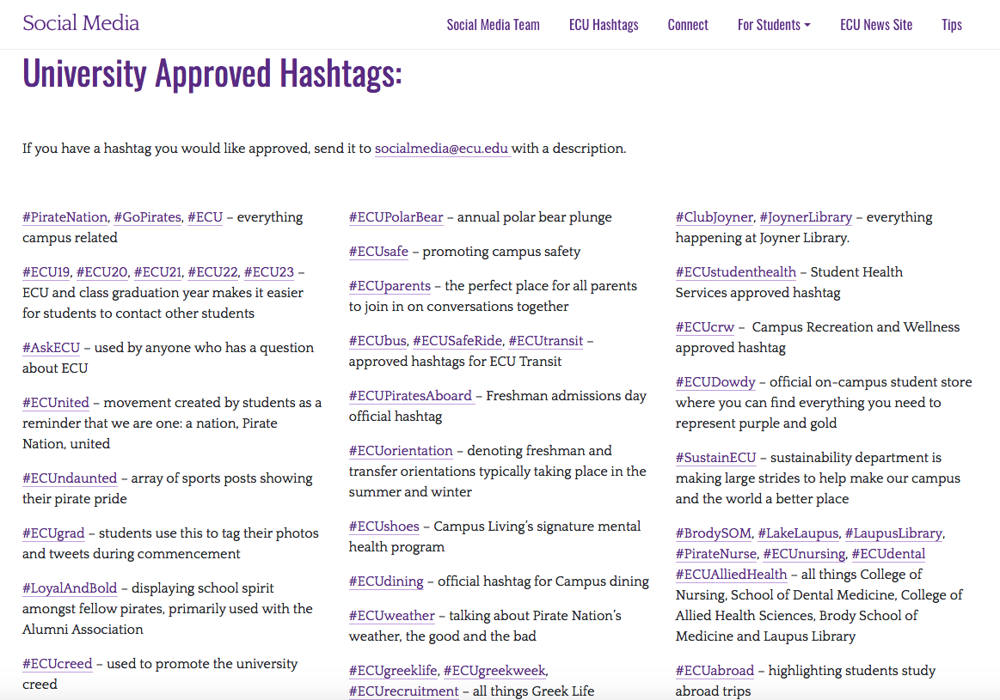 Social Media
Social Media Team
ECU Hashtags
Connect
For Students
ECU News Site
Tips
University Approved Hashtags:
If you have a hashtag you would like approved, send it to socialmedia@ecu.edu with a description.
#PirateNation, #GoPirates, #ECU – everything
campus related
#ECU19, #ECU20, #ECU21, #ECU22, #ECU23 –
ECU and class graduation year makes it easier
for students to contact other students
#AskECU – used by anyone who has a question
about ECU
#ECUnited – movement created by students as a
reminder that we are one: a nation, Pirate
Nation, united
#ECUndaunted – array of sports posts showing
their pirate pride
#ECUgrad – students use this to tag their photos
and tweets during commencement
#LoyalAndBold – displaying school spirit
amongst fellow pirates, primarily used with the
Alumni Association
#ECUcreed – used to promote the university
creed
#ECUPolarBear – annual polar bear plunge
#ECUsafe – promoting campus safety
#ECUparents – the perfect place for all parents
to join in on conversations together
#ECUbus, #ECUSafeRide, #ECUtransit –
approved hashtags for ECU Transit
#ECUPiratesAboard – Freshman admissions day
official hashtag
#ECUorientation – denoting freshman and
transfer orientations typically taking place in the
summer and winter
#ECUshoes – Campus Living’s signature mental
health program
#ECUdining – official hashtag for Campus dining
#ECUweather – talking about Pirate Nation’s
weather, the good and the bad
#ECUgreeklife, #ECUgreekweek,
#ECUrecruitment – all things Greek Life
#ClubJoyner, #JoynerLibrary – everything
happening at Joyner Library.
#ECUstudenthealth – Student Health
Services approved hashtag
#ECUcrw – Campus Recreation and Wellness
approved hashtag
#ECUDowdy – official on-campus student store
where you can find everything you need to
represent purple and gold
#SustainECU – sustainability department is
making large strides to help make our campus
and the world a better place
#BrodySOM, #LakeLaupus, #LaupusLibrary,
#PirateNurse, #ECUnursing, #ECUdental
#ECUAlliedHealth – all things College of
Nursing, School of Dental Medicine, College of
Allied Health Sciences, Brody School of
Medicine and Laupus Library
#ECUabroad – highlighting students study
abroad trips